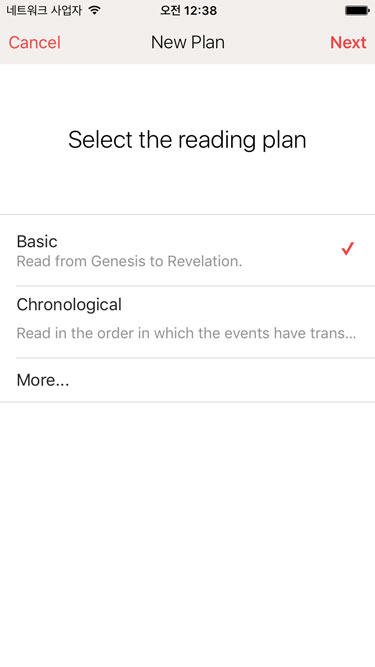 네트워크 사업자 오전 12:38
Cancel New Plan Next
Select the reading plan
Basic
Read from Genesis to Revelation.
Chronological
Read in the order in which the events have trans...
More...